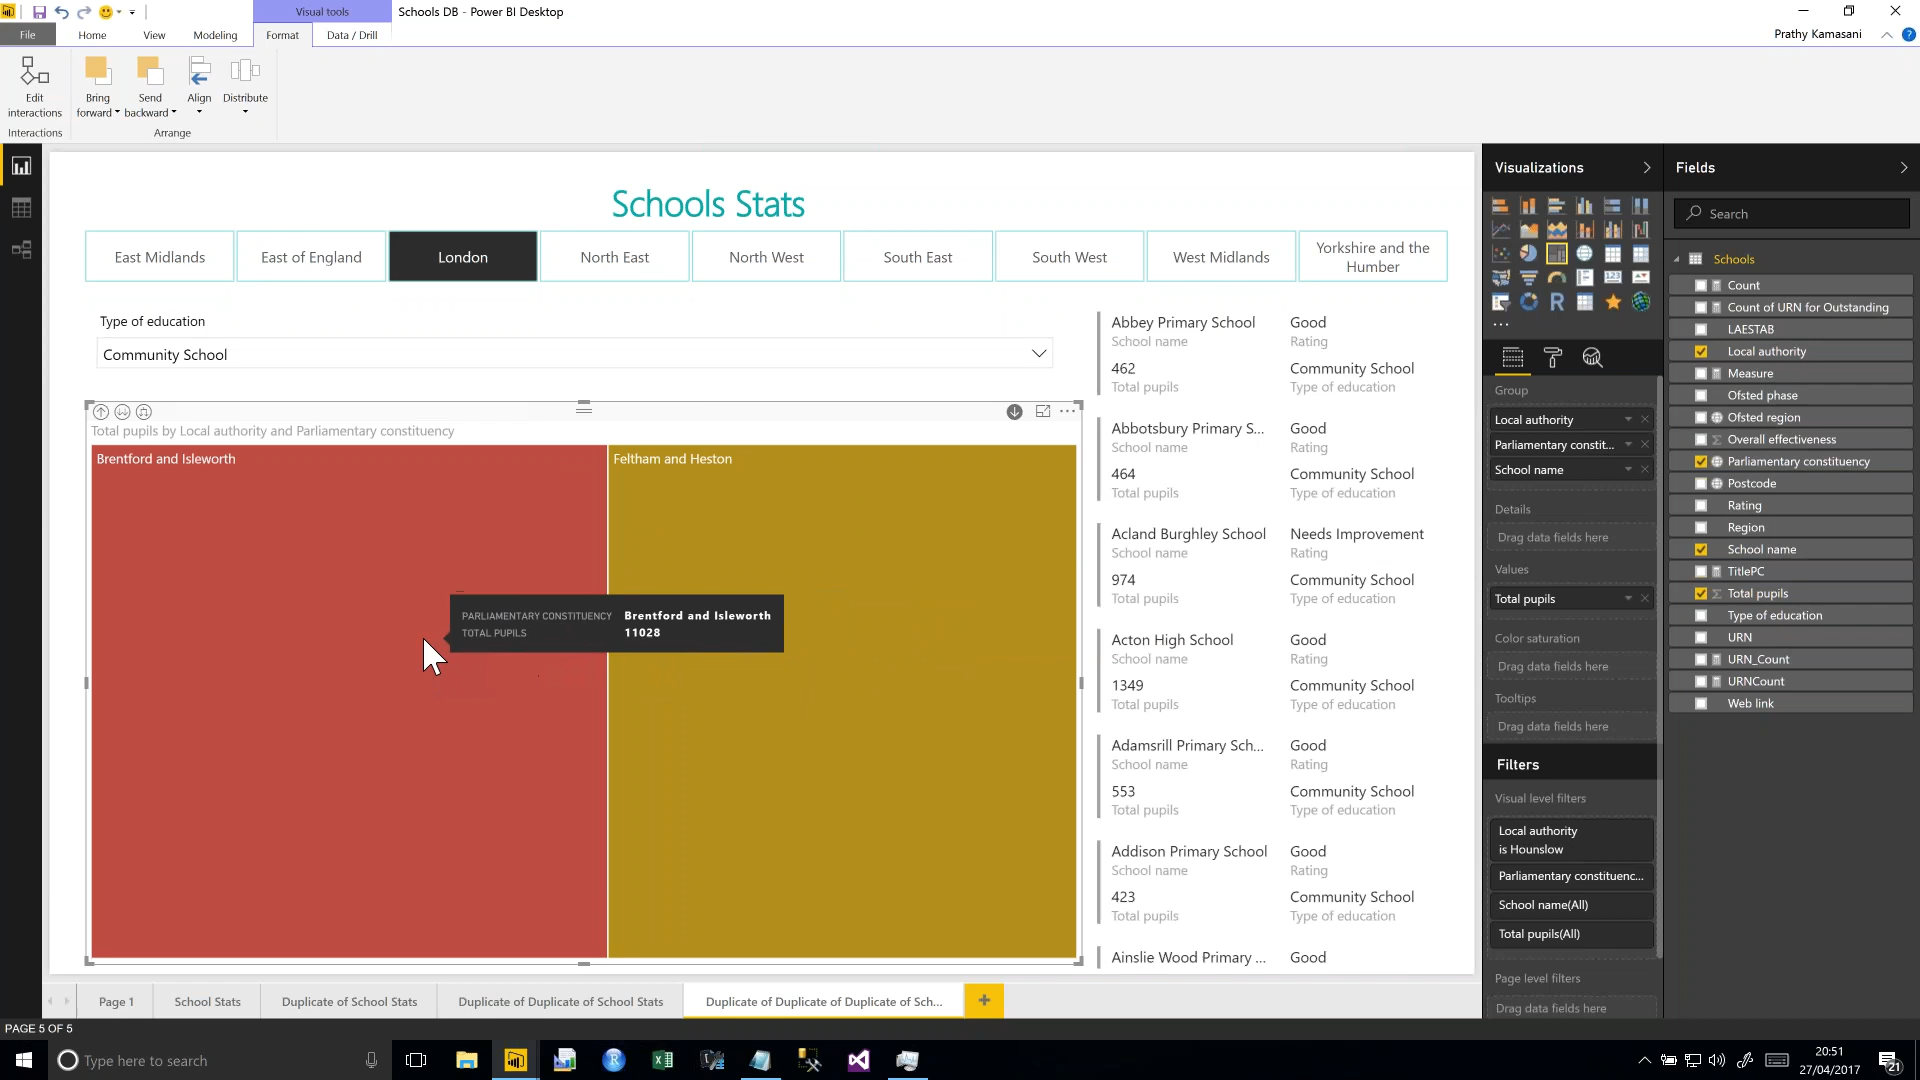 Visual tools
Schools DB - Power BI Desktop
File
Home
View
Modeling
Format
Data / Drill
Prathy Kamasani
Edit
interactions
Bring
forward
Send
backward
Align
Distribute
Interactions
Arrange
Schools Stats
East Midlands
East of England
London
North East
North West
South East
South West
West Midlands
Yorkshire and the
Humber
Type of education
Community School
Total pupils by Local authority and Parliamentary constituency
Brentford and Isleworth
Feltham and Heston
PARLIAMENTARY CONSTITUENCY Brentford and Isleworth
TOTAL PUPILS 11028
Abbey Primary School Good
School name Rating
462 Community School
Total pupils Type of education
Abbotsbury Primary S... Good
School name Rating
464 Community School
Total pupils Type of education
Acland Burghley School Needs Improvement
School name Rating
974 Community School
Total pupils Type of education
Acton High School Good
School name Rating
1349 Community School
Total pupils Type of education
Adamsrill Primary Sch... Good
School name Rating
553 Community School
Total pupils Type of education
Addison Primary School Good
School name Rating
423 Community School
Total pupils Type of education
Ainslie Wood Primary ... Good
Visualizations
R
Group
Local authority
Parliamentary constit...
School name
Details
Drag data fields here
Values
Total pupils
Color saturation
Drag data fields here
Tooltips
Drag data fields here
Filters
Visual level filters
Local authority
is Hounslow
Parliamentary constituenc...
School name(All)
Total pupils(All)
Page level filters
Drag data fields here
Fields
Search
Schools
Count
Count of URN for Outstanding
LAESTAB
Local authority
Measure
Ofsted phase
Ofsted region
Overall effectiveness
Parliamentary constituency
Postcode
Rating
Region
School name
TitlePC
Total pupils
Type of education
URN
URN_Count
URNCount
Web link
Page 1
School Stats
Duplicate of School Stats
Duplicate of Duplicate of School Stats
Duplicate of Duplicate of Duplicate of Sch...
PAGE 5 OF 5
Type here to search
20:51
27/04/2017
21